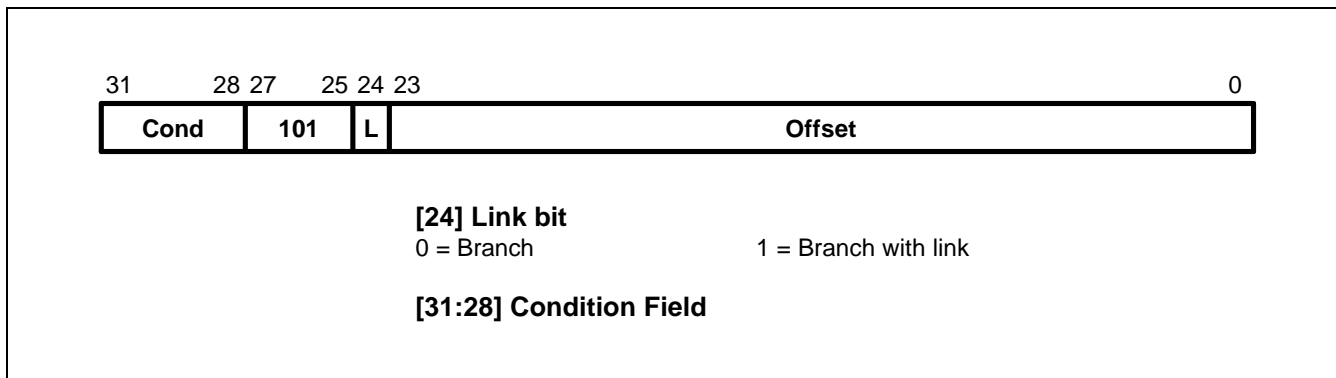 31 28 27 25 24 23 0
Cond 101 L Offset
[24] Link bit
0 = Branch 1 = Branch with link
[31:28] Condition Field